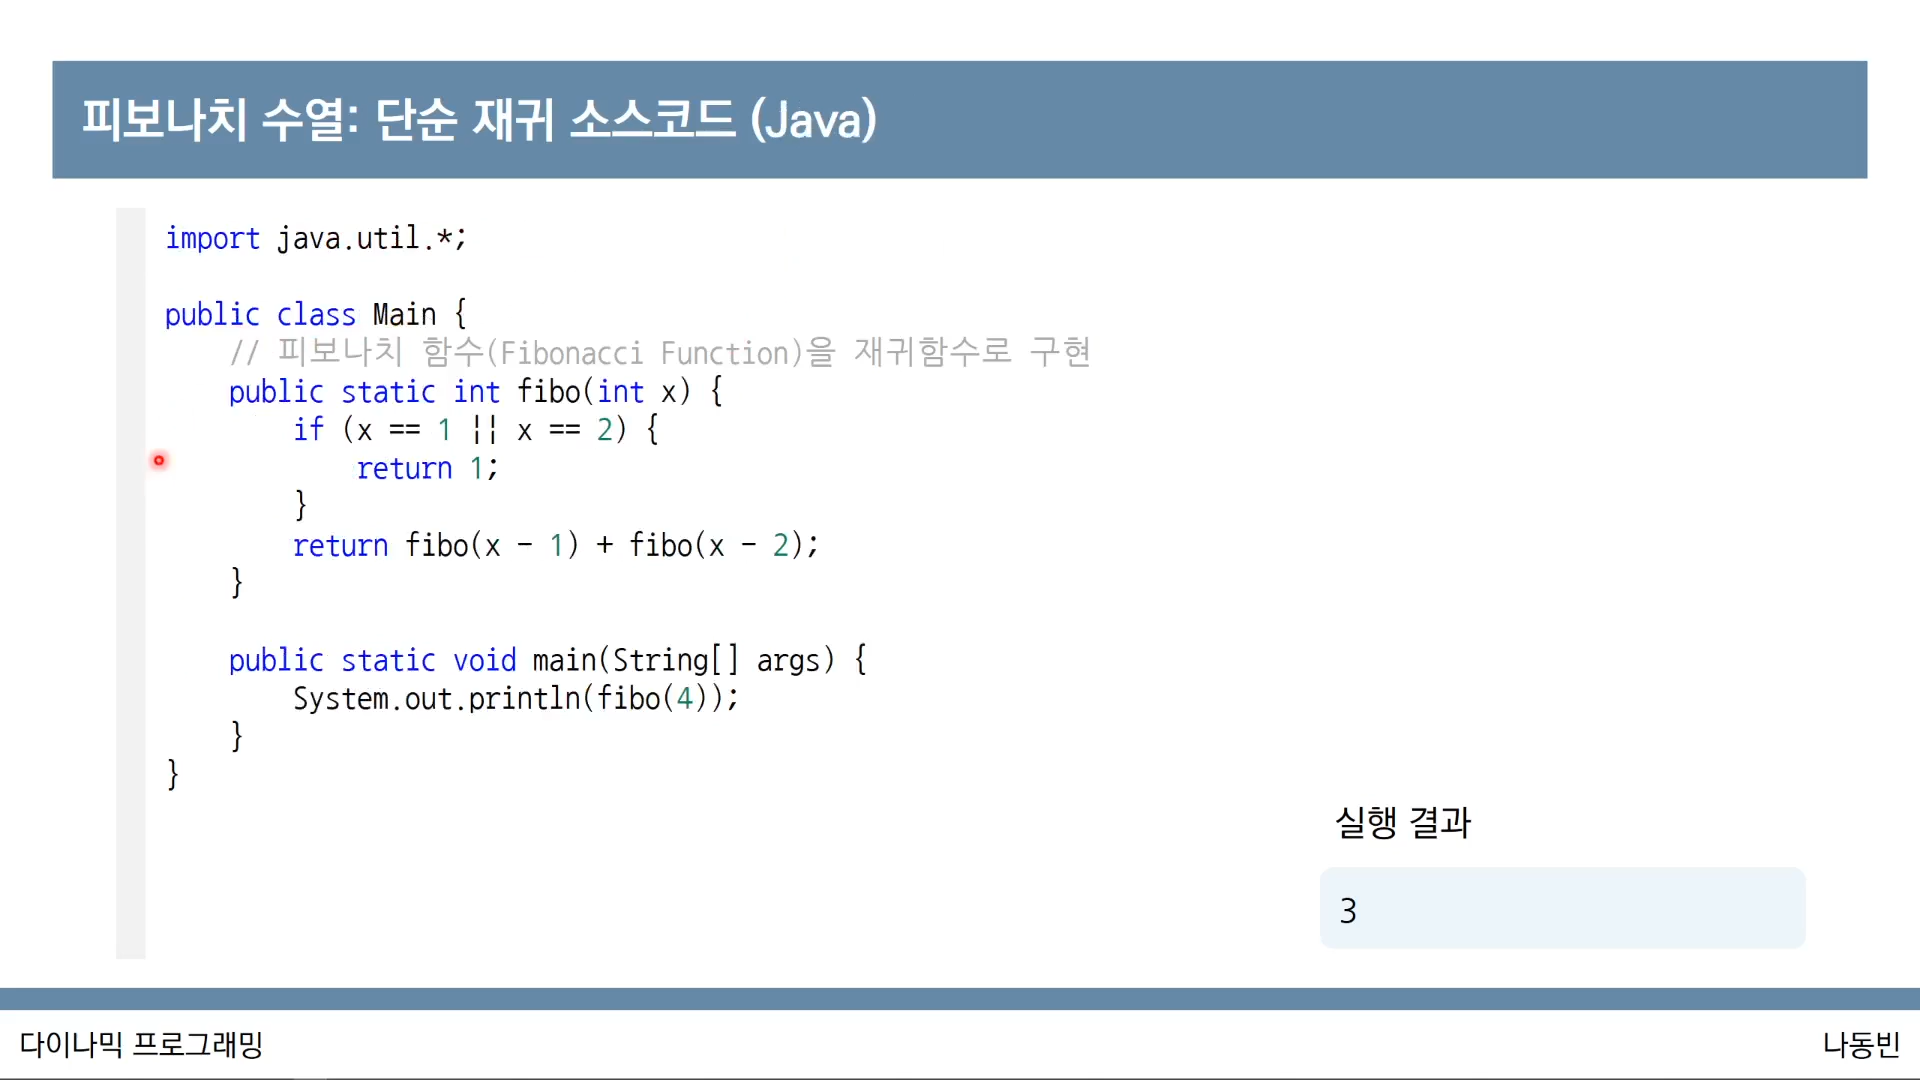 피보나치 수열: 단순 재귀 소스코드 (Java)
import java.util.*;
public class Main {
// 피보나치 함수(Fibonacci Function)을 재귀함수로 구현
public static int fibo(int x) {
if (x == 1 || x == 2) {
return 1;
}
return fibo(x - 1) + fibo(x - 2);
}
public static void main(String[] args) {
System.out.println(fibo(4));
}
}
실행 결과
3
다이나믹 프로그래밍
나동빈